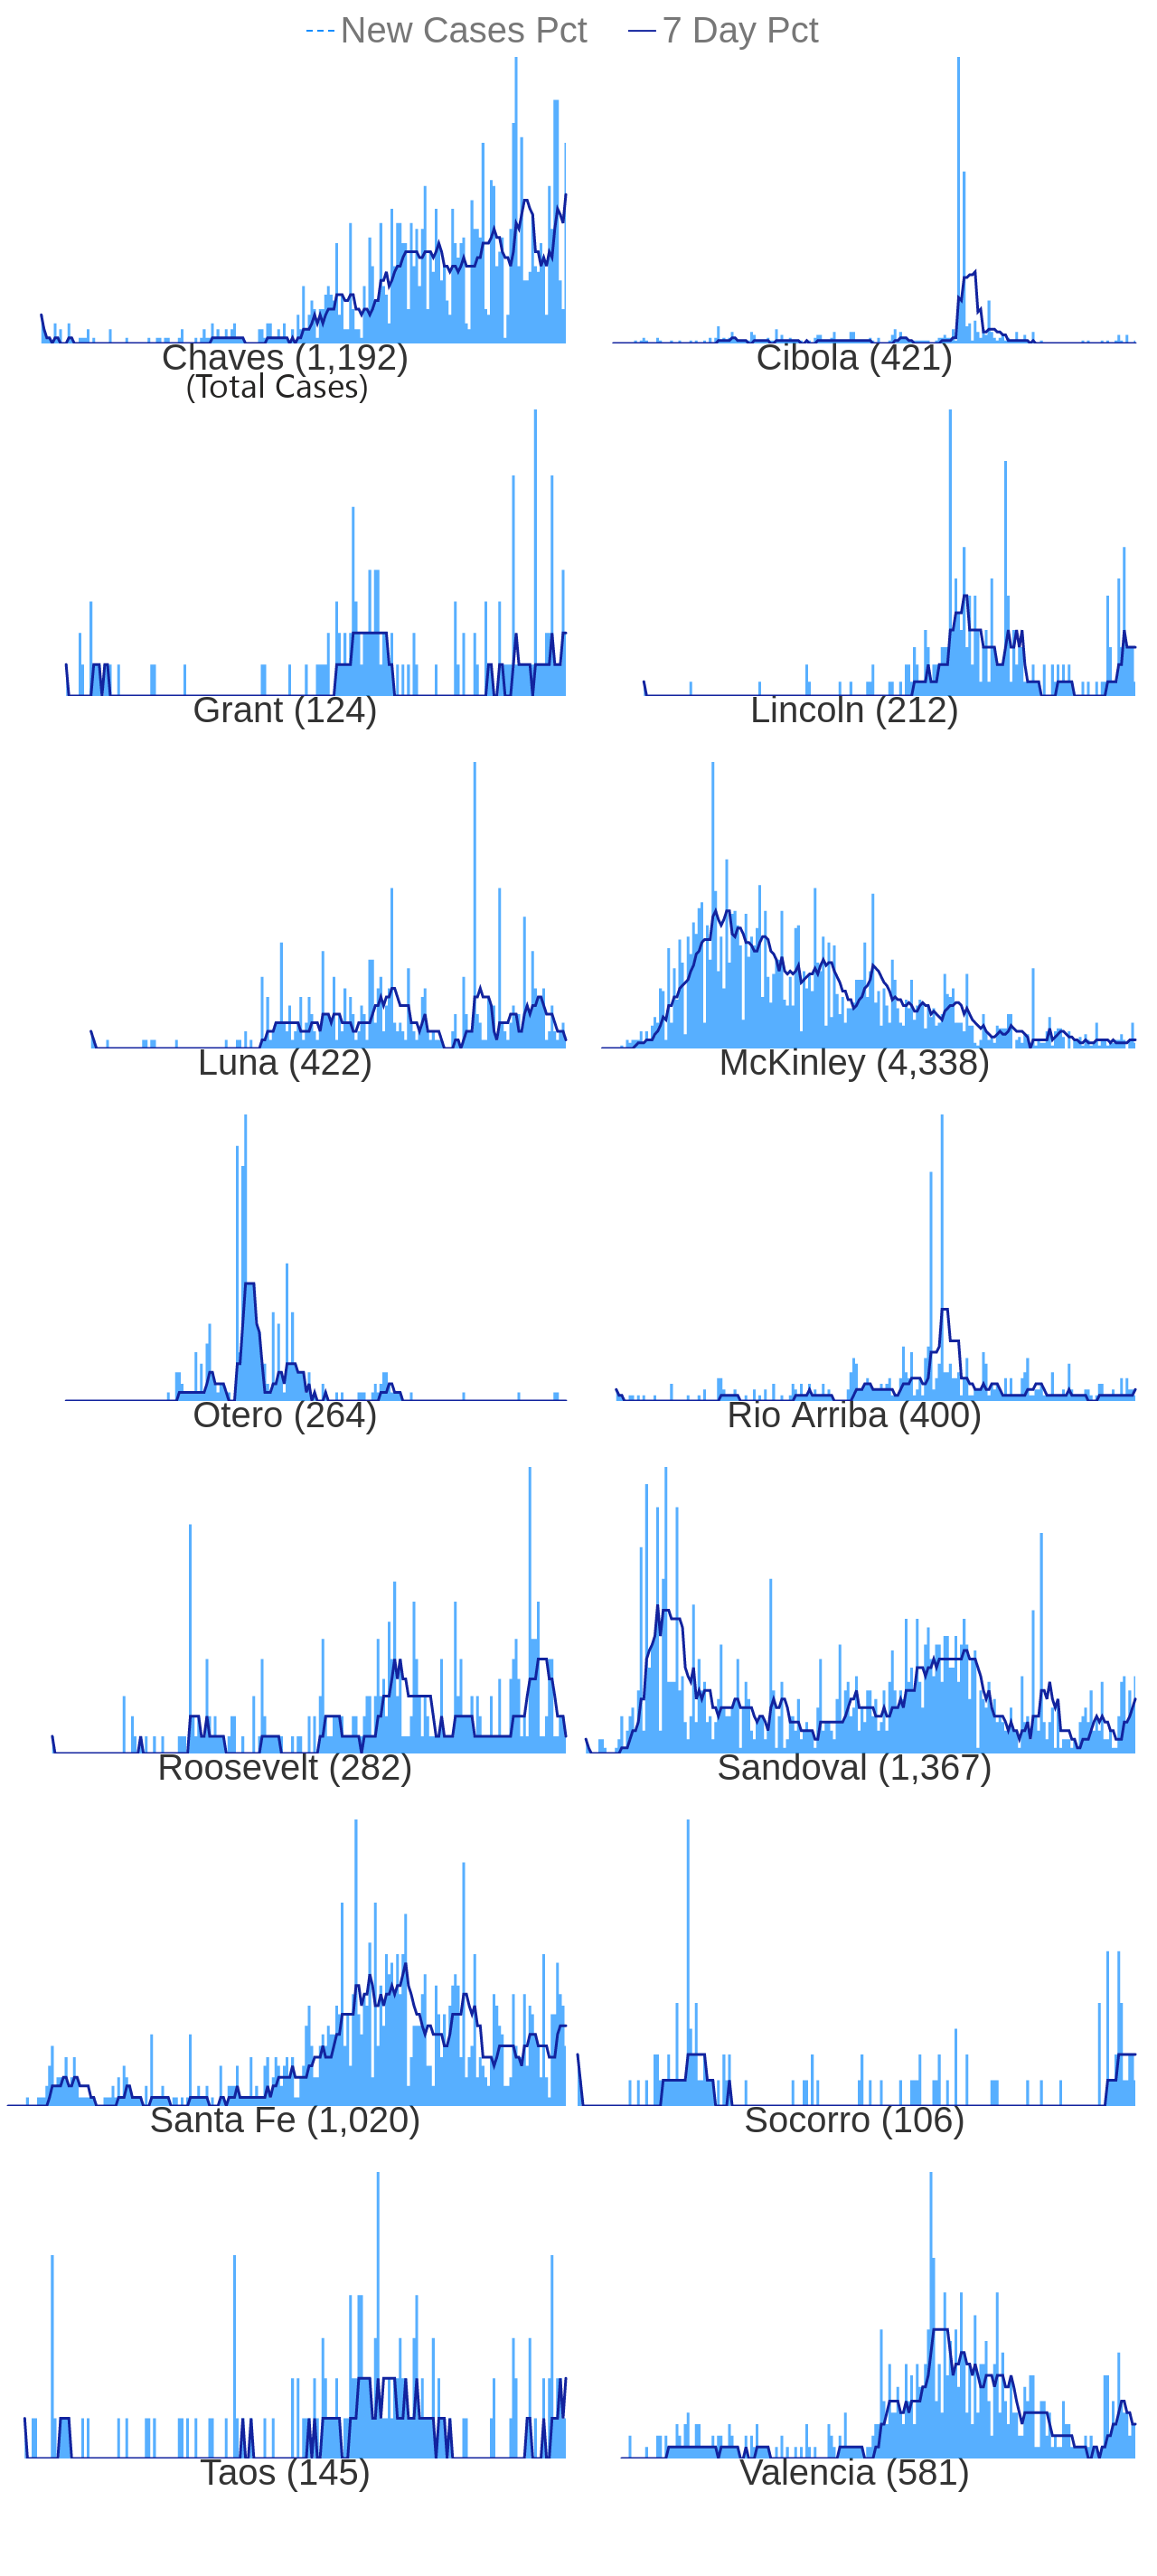 New Cases Pct 7 Day Pct
Chaves (1,192) Cibola (421)
(Total Cases)
Grant (124) Lincoln (212)
Luna (422) McKinley (4,338)
Otero (264) Rio Arriba (400)
Roosevelt (282) Sandoval (1,367)
Santa Fe (1,020) Socorro (106)
Taos (145) Valencia (581)